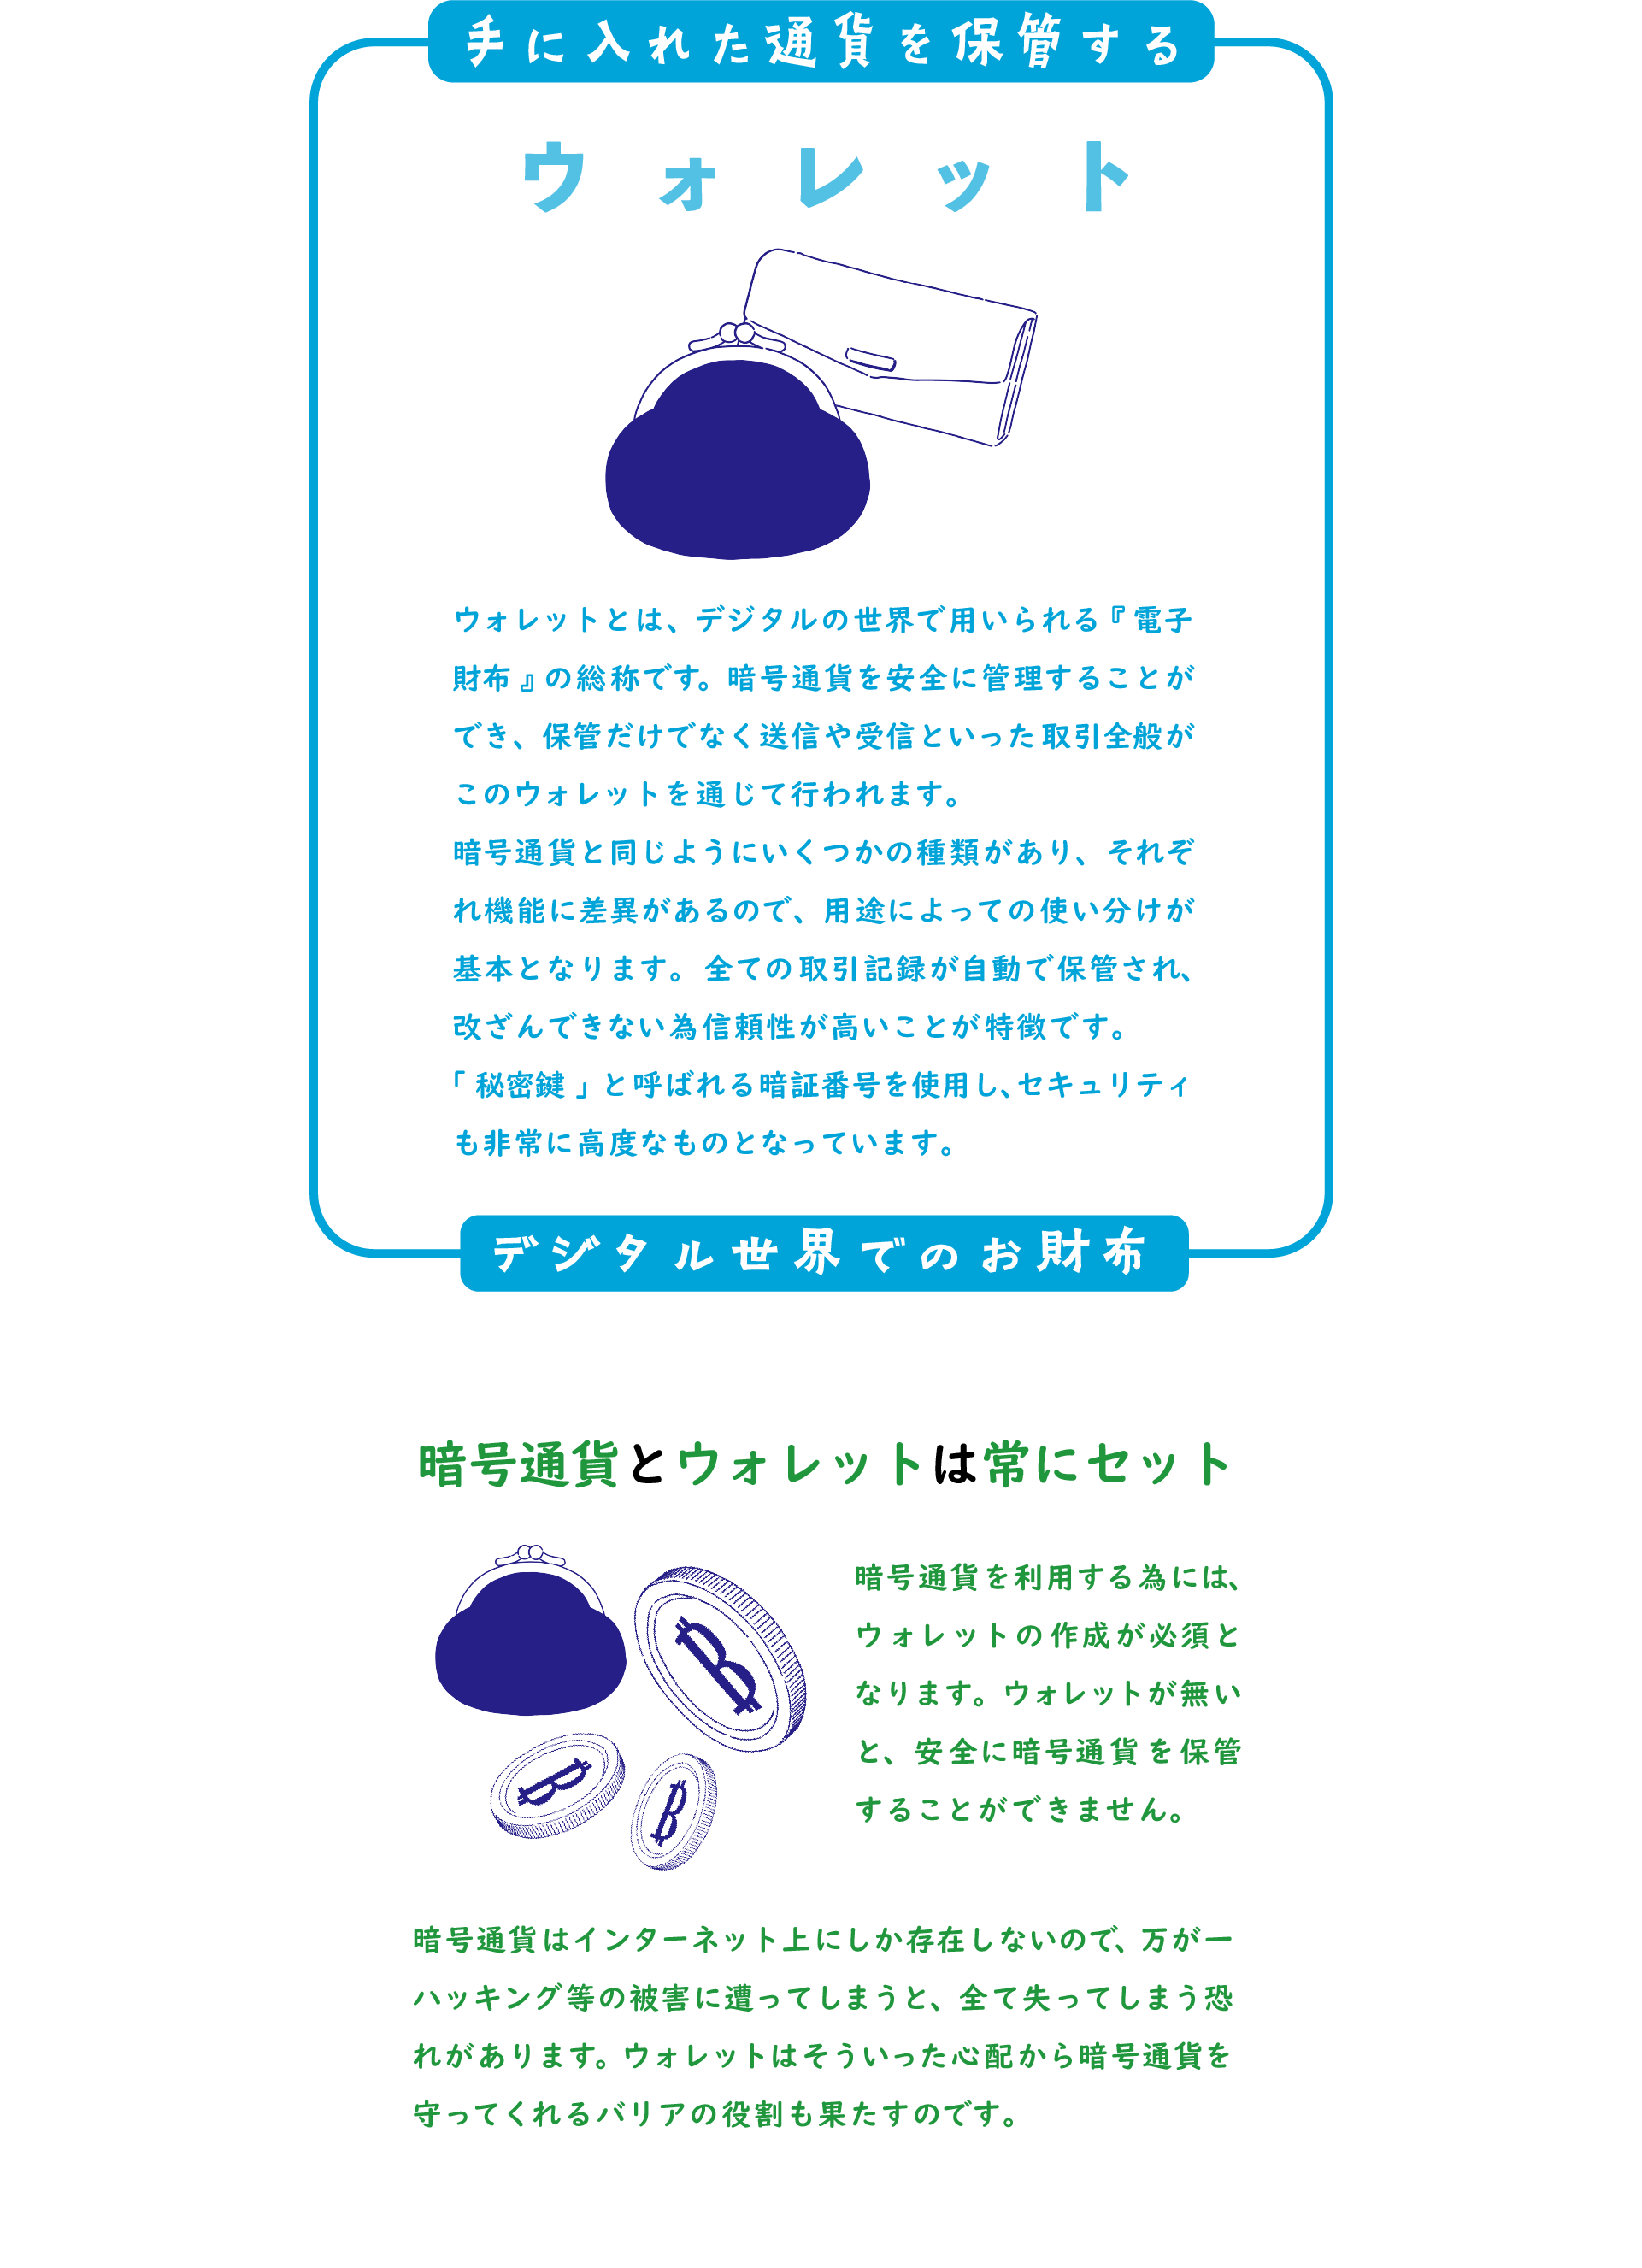 手に入れた通貨を保管する
ウォレット
ウォレットとは、デジタルの世界で用いられる『電子
財布』の総称です。暗号通貨を安全に管理することが
でき、保管だけでなく送信や受信といった取引全般が
このウォレットを通じて行われます。
暗号通貨と同じようにいくつかの種類があり、それぞ
れ機能に差異があるので、用途によっての使い分けが
基本となります。全ての取引記録が自動で保管され、
改ざんできない為信頼性が高いことが特徴です。
「秘密鍵」と呼ばれる暗証番号を使用し、セキュリティ
も非常に高度なものとなっています。
デジタル世界でのお財布
暗号通貨とウォレットは常にセット
暗号通貨を利用する為には、
ウォレットの作成が必須と
なります。ウォレットが無い
と、安全に暗号通貨を保管
することができません。
暗号通貨はインターネット上にしか存在しないので、万が一
ハッキング等の被害に遭ってしまうと、全て失ってしまう恐
れがあります。ウォレットはそういった心配から暗号通貨を
守ってくれるバリアの役割も果たすのです。